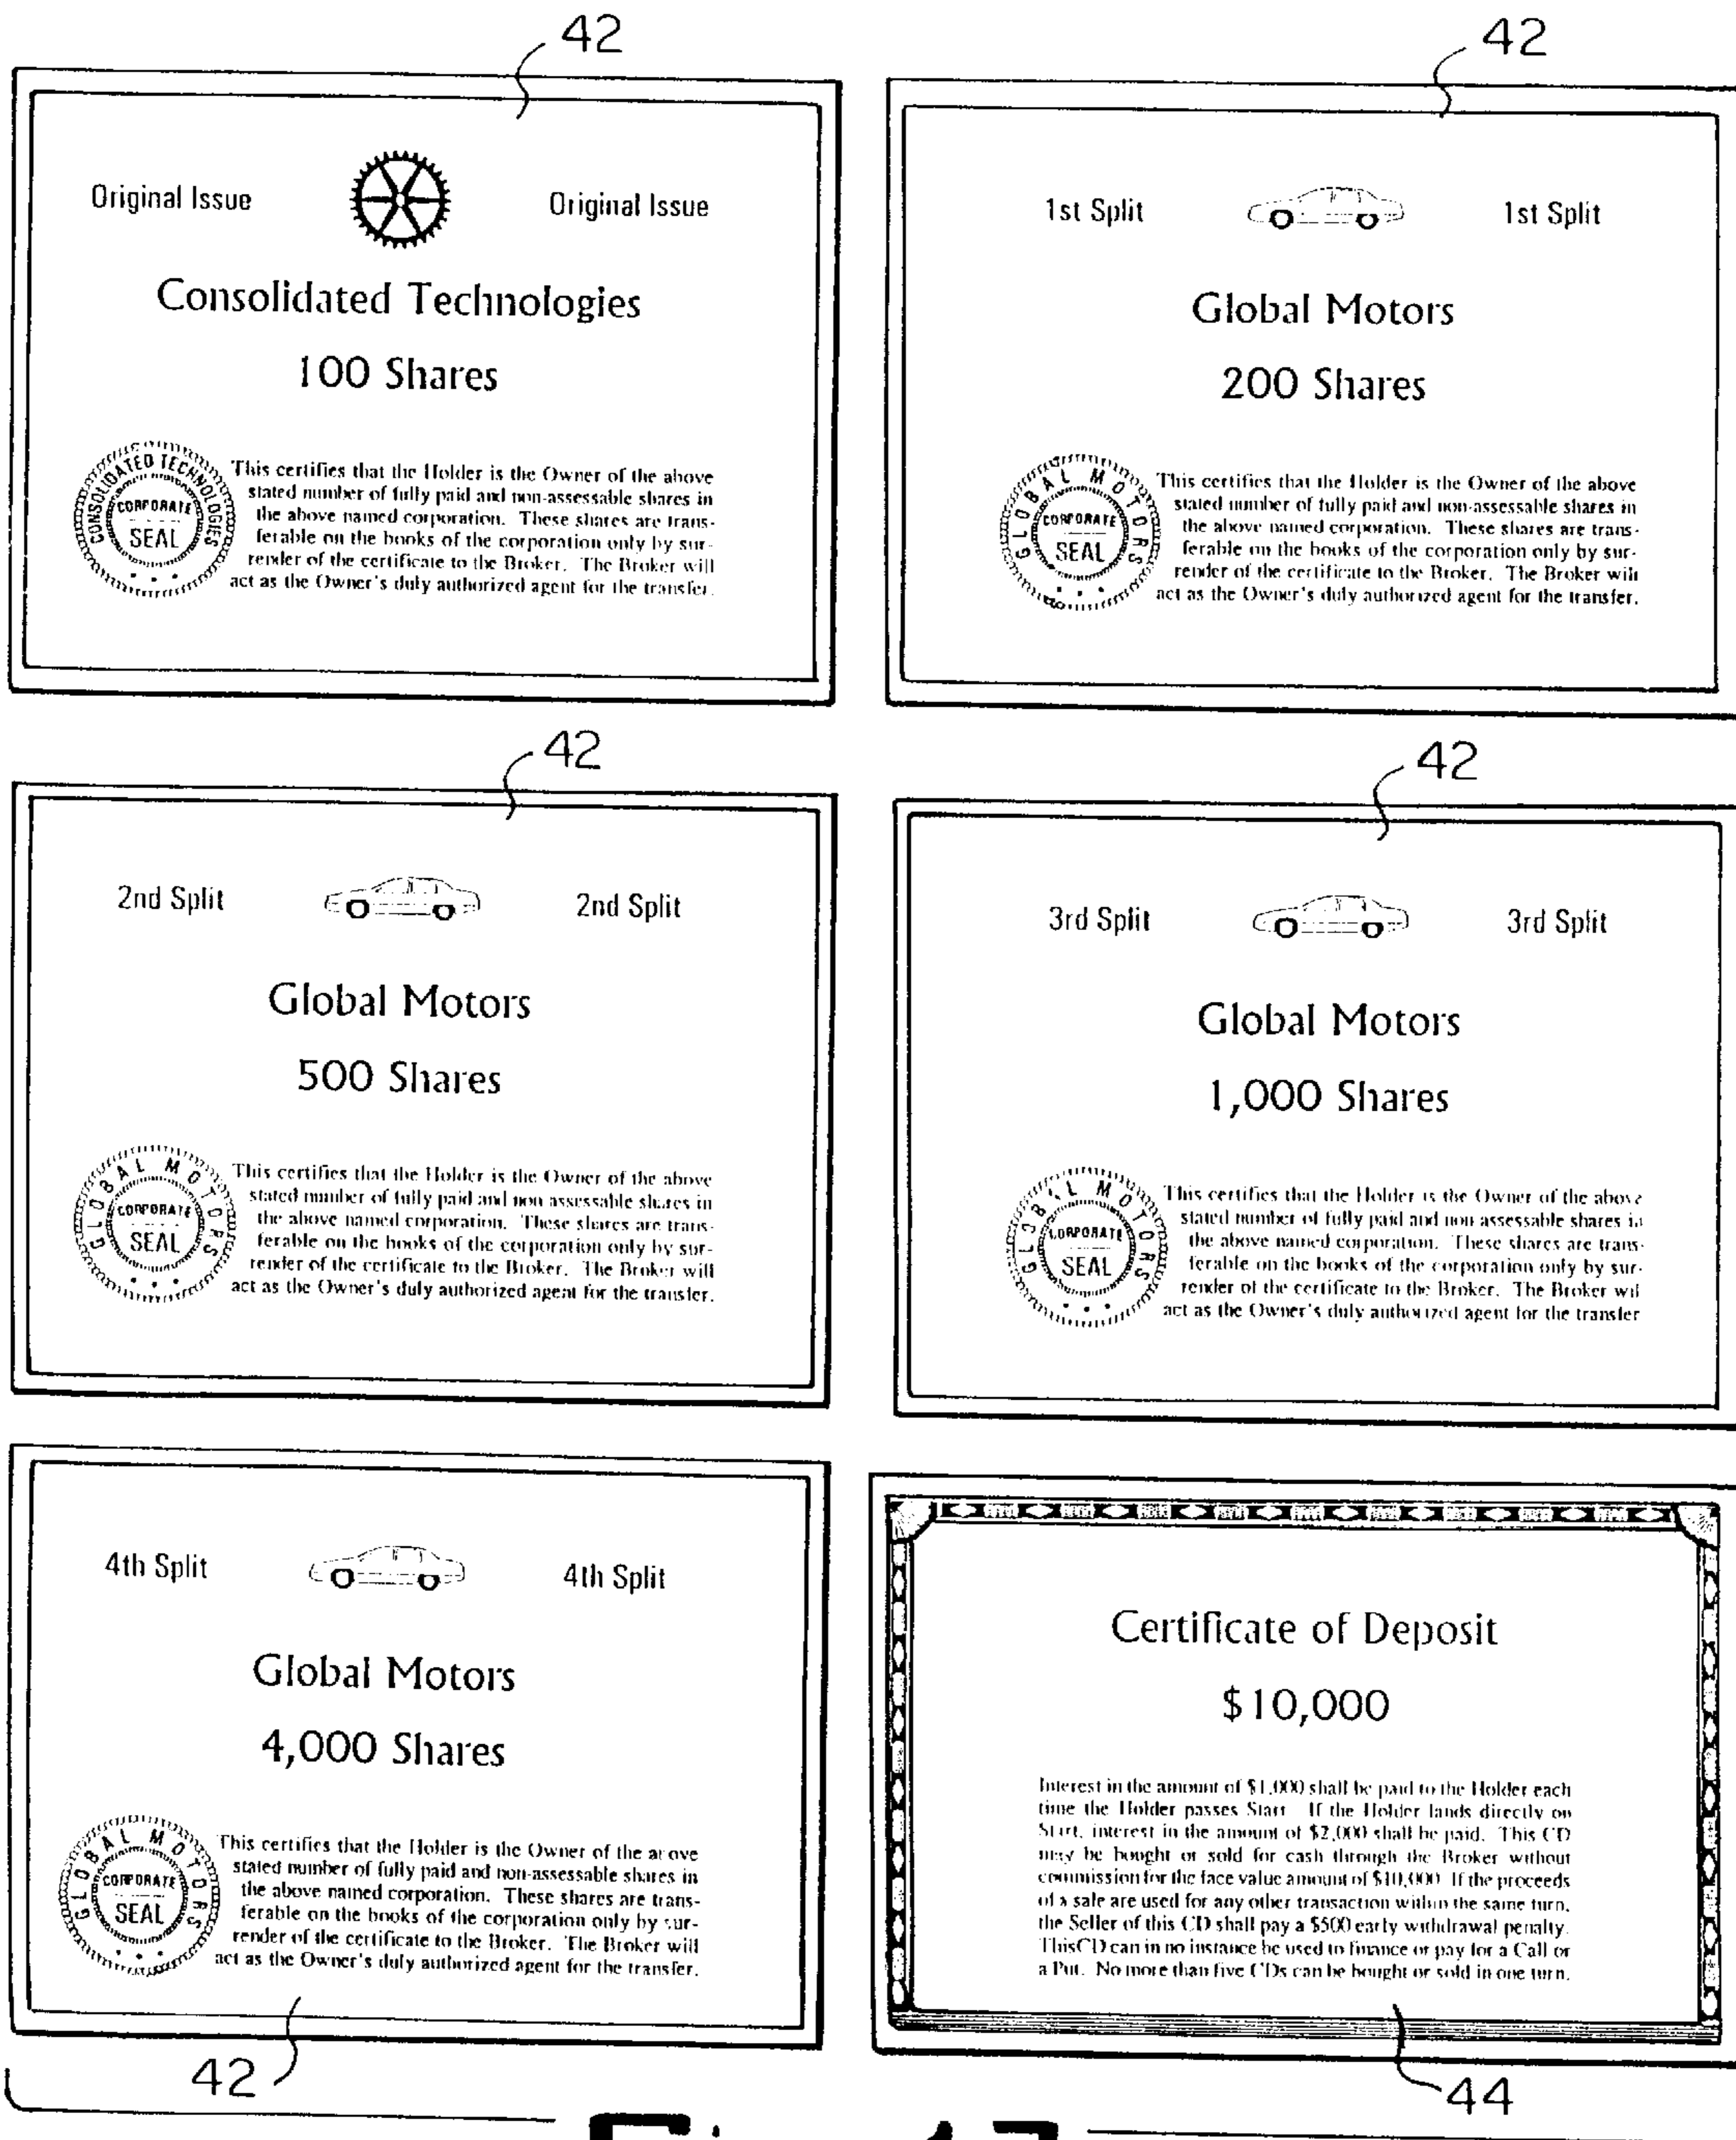 42
Original Issue Original Issue
Consolidated Technologies
100 Shares
CONSOLIDATED TECHNOLOGIES
CORPORATE
SEAL
This certifies that the Holder is the Owner of the above
stated number of fully paid and non-assessable shares in
the above named corporation. These shares are trans-
ferable on the books of the corporation only by sur-
render of the certificate to the Broker. The Broker will
act as the Owner's duly authorized agent for the transfer.
42
1st Split 1st Split
Global Motors
200 Shares
GLOBAL MOTORS
CORPORATE
SEAL
This certifies that the Holder is the Owner of the above
stated number of fully paid and non-assessable shares in
the above named corporation. These shares are trans-
ferable on the books of the corporation only by sur-
render of the certificate to the Broker. The Broker will
act as the Owner's duly authorized agent for the transfer.
42
2nd Split 2nd Split
Global Motors
500 Shares
GLOBAL MOTORS
CORPORATE
SEAL
This certifies that the Holder is the Owner of the above
stated number of fully paid and non assessable shares in
the above named corporation. These shares are trans-
ferable on the books of the corporation only by sur-
render of the certificate to the Broker. The Broker will
act as the Owner's duly authorized agent for the transfer.
42
3rd Split 3rd Split
Global Motors
1,000 Shares
GLOBAL MOTORS
CORPORATE
SEAL
This certifies that the Holder is the Owner of the above
stated number of fully paid and non assessable shares in
the above named corporation. These shares are trans-
ferable on the books of the corporation only by sur-
render of the certificate to the Broker. The Broker wil
act as the Owner's duly authorized agent for the transfer
4th Split 4th Split
Global Motors
4,000 Shares
GLOBAL MOTORS
CORPORATE
SEAL
This certifies that the Holder is the Owner of the above
stated number of fully paid and non-assessable shares in
the above named corporation. These shares are trans-
ferable on the books of the corporation only by sur-
render of the certificate to the Broker. The Broker will
act as the Owner's duly authorized agent for the transfer.
42
Certificate of Deposit
$10,000
Interest in the amount of $1,000 shall be paid to the Holder each
time the Holder passes Start. If the Holder lands directly on
Start, interest in the amount of $2,000 shall be paid. This CD
may be bought or sold for cash through the Broker without
commission for the face value amount of $10,000. If the proceeds
of a sale are used for any other transaction within the same turn,
the Seller of this CD shall pay a $500 early withdrawal penalty.
This CD can in no instance be used to finance or pay for a Call or
a Put. No more than five CDs can be bought or sold in one turn.
44